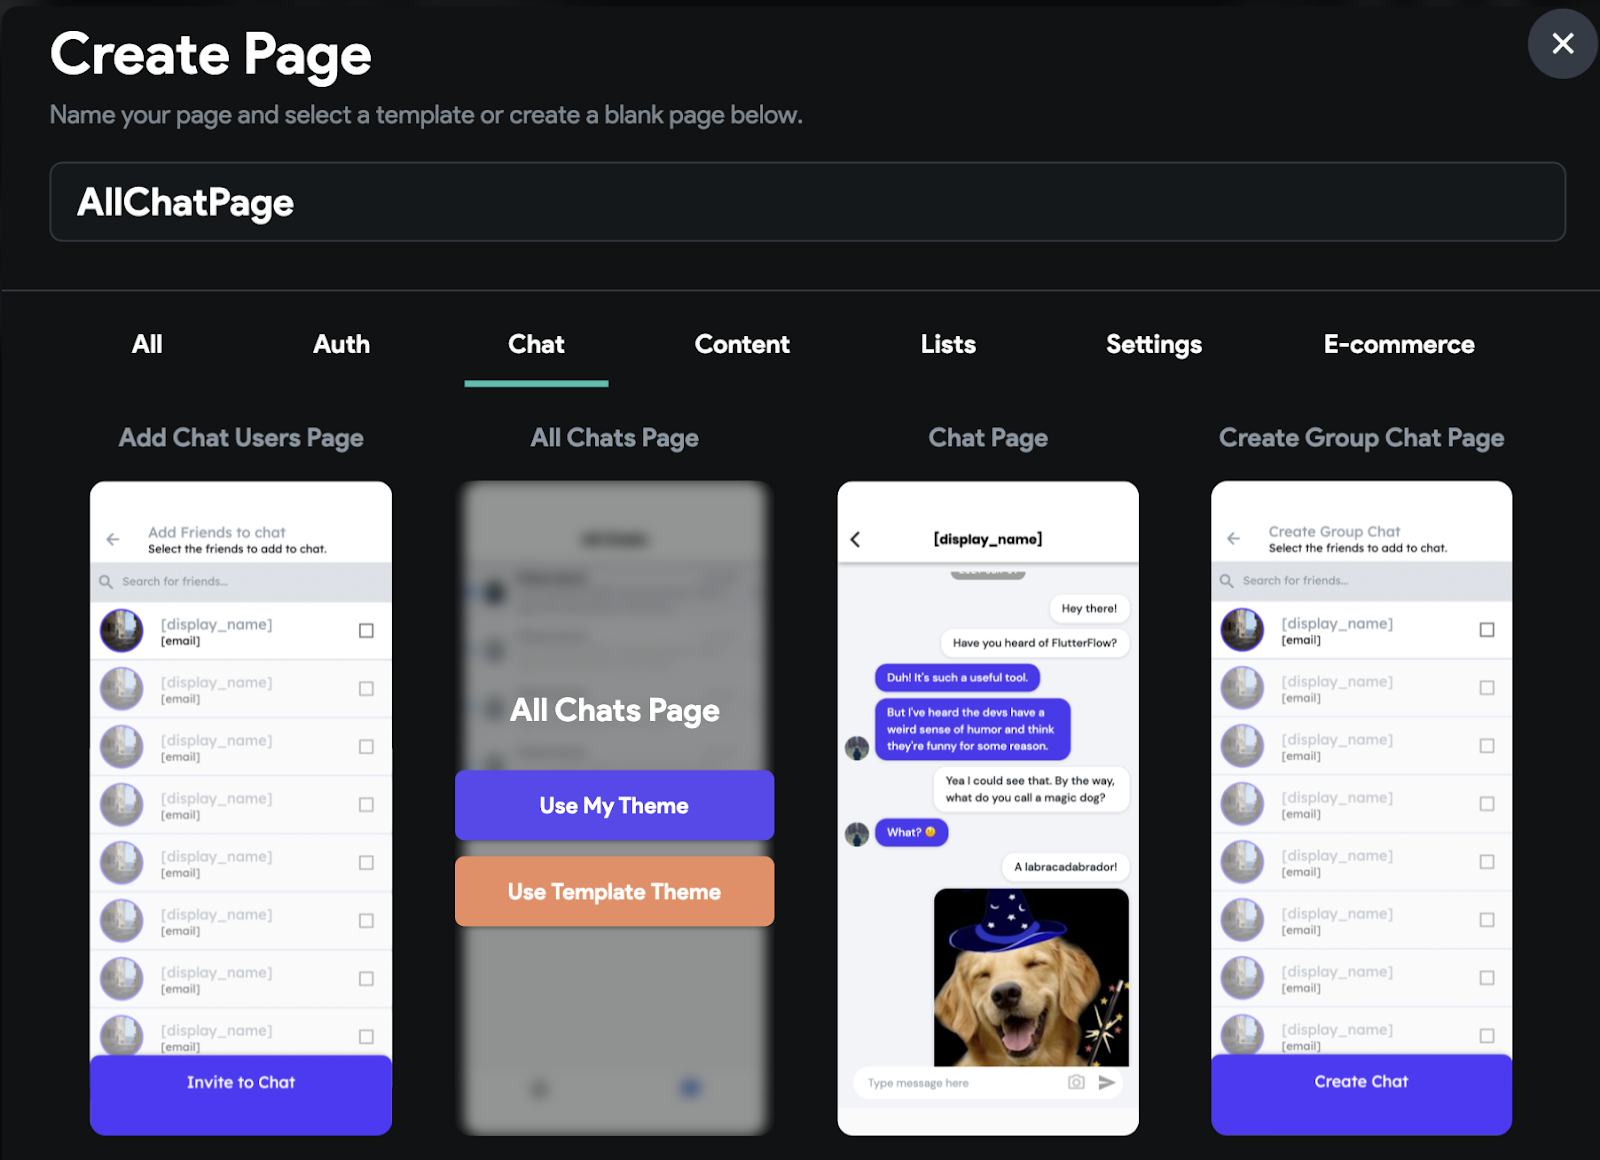 Create Page
Name your page and select a template or create a blank page below.
AllChatPage
All
Auth
Chat
Content
Lists
Settings
E-commerce
Add Chat Users Page
All Chats Page
Chat Page
Create Group Chat Page
Add Friends to chat
Select the friends to add to chat.
Search for friends...
[display_name]
[email]
[display_name]
[email]
[display_name]
[email]
[display_name]
[email]
[display_name]
[email]
[display_name]
[email]
[display_name]
[email]
[display_name]
[email]
Invite to Chat
All Chats Page
Use My Theme
Use Template Theme
[display_name]
Hey there!
Have you heard of FlutterFlow?
Duh! It's such a useful tool.
But I've heard the devs have a
weird sense of humor and think
they're funny for some reason.
Yea I could see that. By the way,
what do you call a magic dog?
What? 🤨
A labracadabrador!
Type message here
Create Group Chat
Select the friends to add to chat.
Search for friends...
[display_name]
[email]
[display_name]
[email]
[display_name]
[email]
[display_name]
[email]
[display_name]
[email]
[display_name]
[email]
[display_name]
[email]
[display_name]
[email]
Create Chat